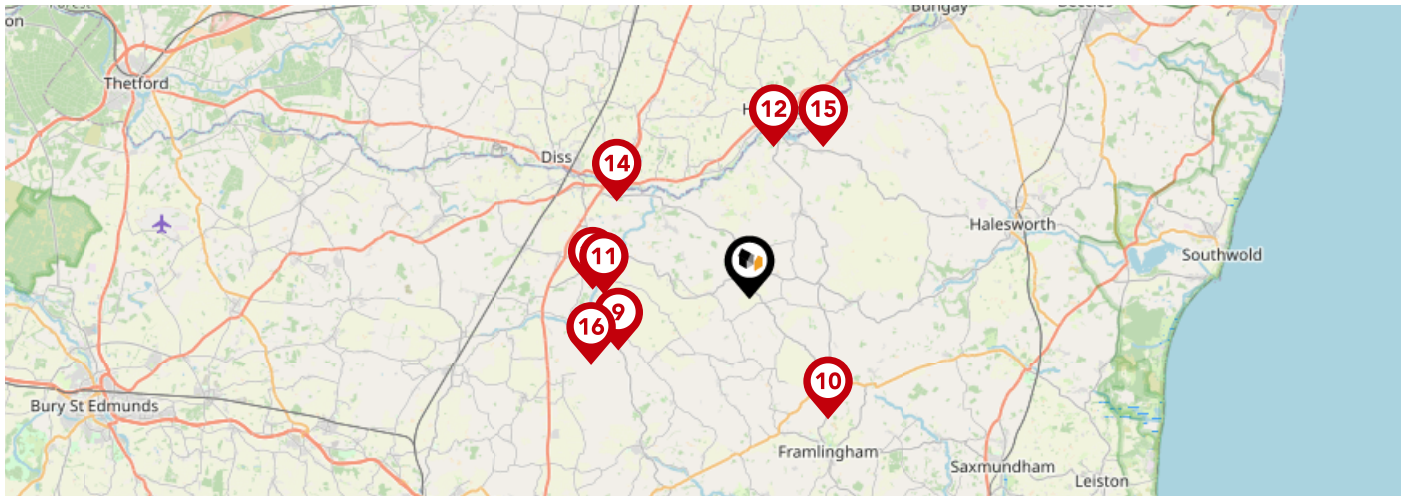 Bungay
Thetford
12
15
Diss
14
Halesworth
Southwold
11
9
16
10
Bury St Edmunds
Framlingham
Saxmundham
Leiston